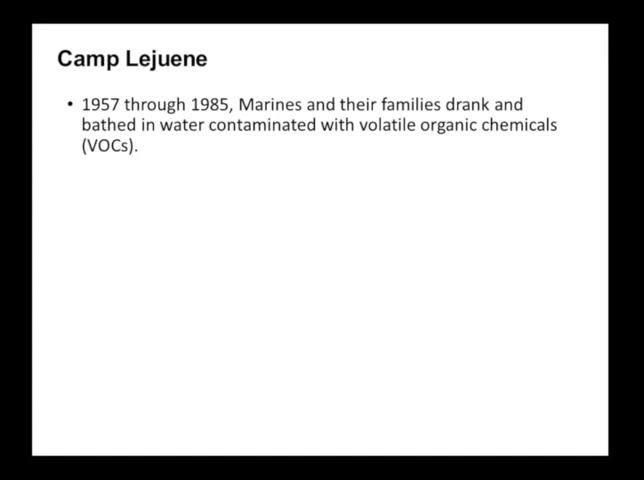 Camp Lejuene
• 1957 through 1985, Marines and their families drank and
bathed in water contaminated with volatile organic chemicals
(VOCs).